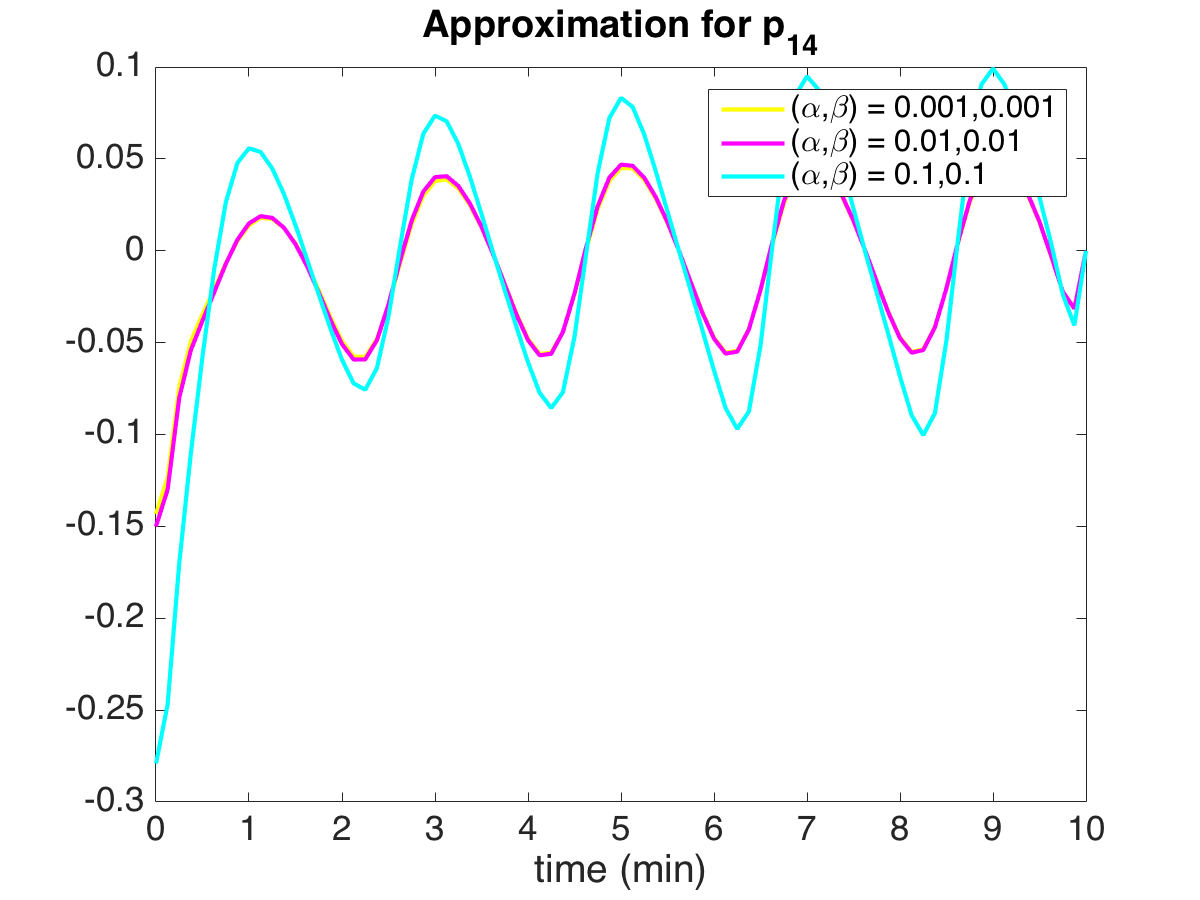 Approximation for p14
(α,β) = 0.001,0.001
(α,β) = 0.01,0.01
(α,β) = 0.1,0.1
0.1
0.05
0
-0.05
-0.1
-0.15
-0.2
-0.25
-0.3
0 1 2 3 4 5 6 7 8 9 10
time (min)